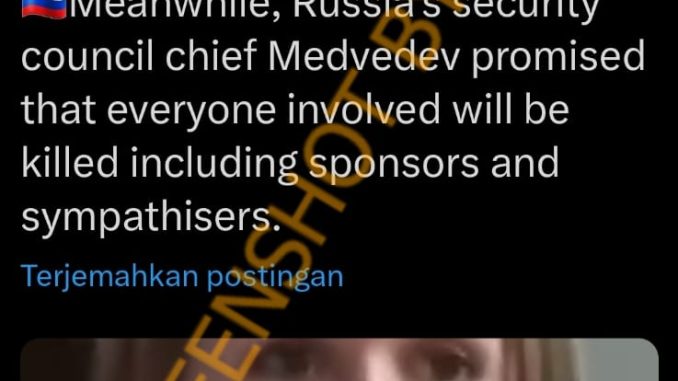 Meanwhile, Russia's security
council chief Medvedev promised
that everyone involved will be
killed including sponsors and
sympathisers.
Terjemahkan postingan
EENSHOT B